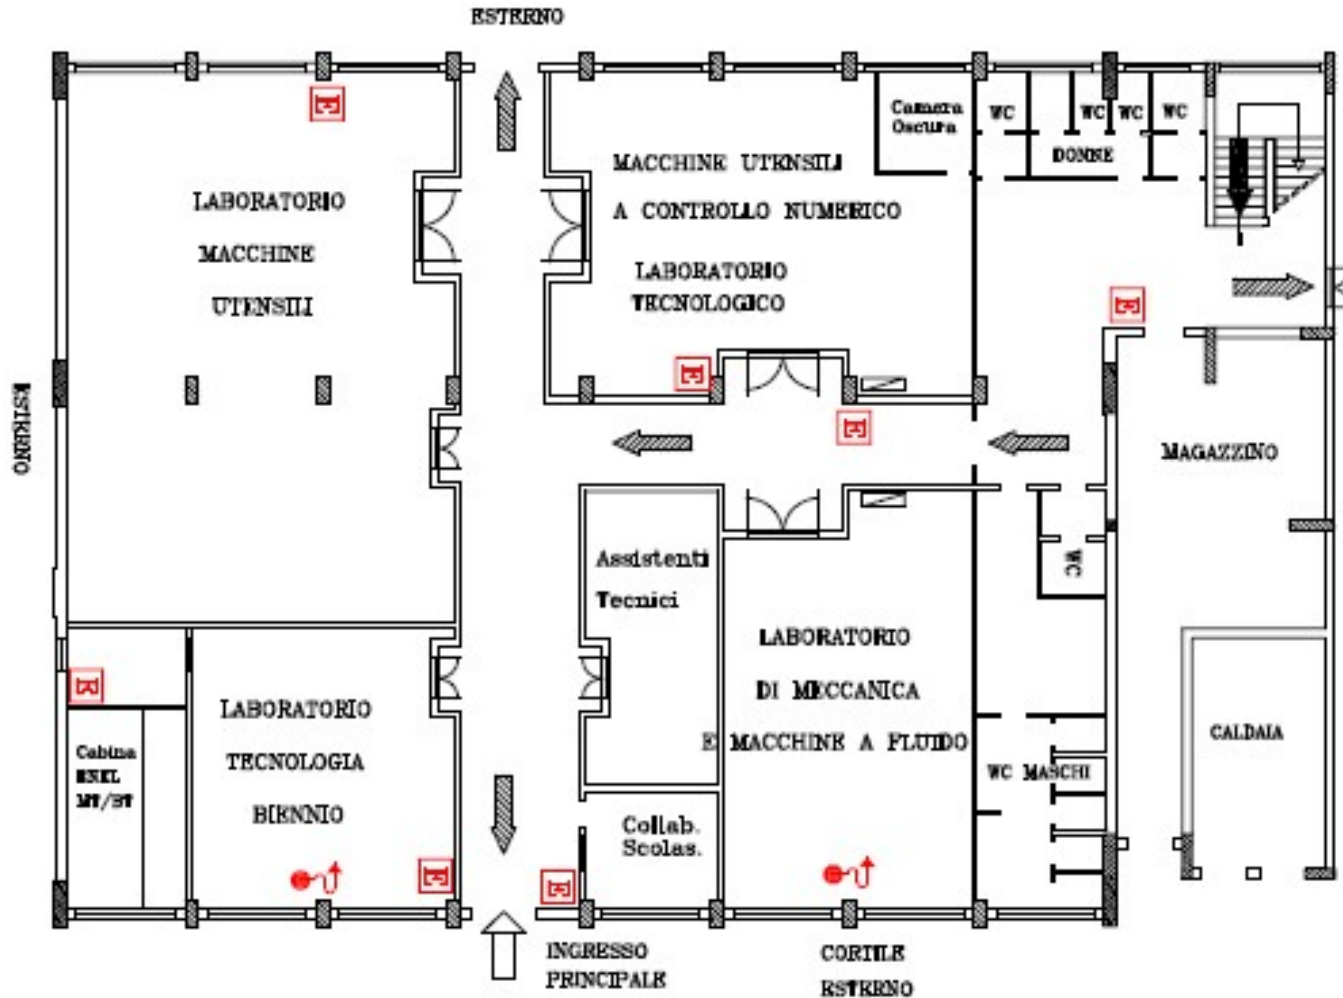 ESTERNO
Camera
Oscura
WC
WC
WC
WC
DONNE
MACCHINE UTENSILI
A CONTROLLO NUMERICO
LABORATORIO
TECNOLOGICO
LABORATORIO
MACCHINE
UTENSILI
E
E
E
E
ESTERNO
MAGAZZINO
Assistenti
Tecnici
WC
LABORATORIO
DI MECCANICA
E MACCHINE A FLUIDO
E
LABORATORIO
TECNOLOGIA
BIENNIO
Cabina
ENEL
MT/BT
CALDAIA
WC MASCHI
Collab.
Scolas.
E
E
INGRESSO
PRINCIPALE
CORTILE
ESTERNO